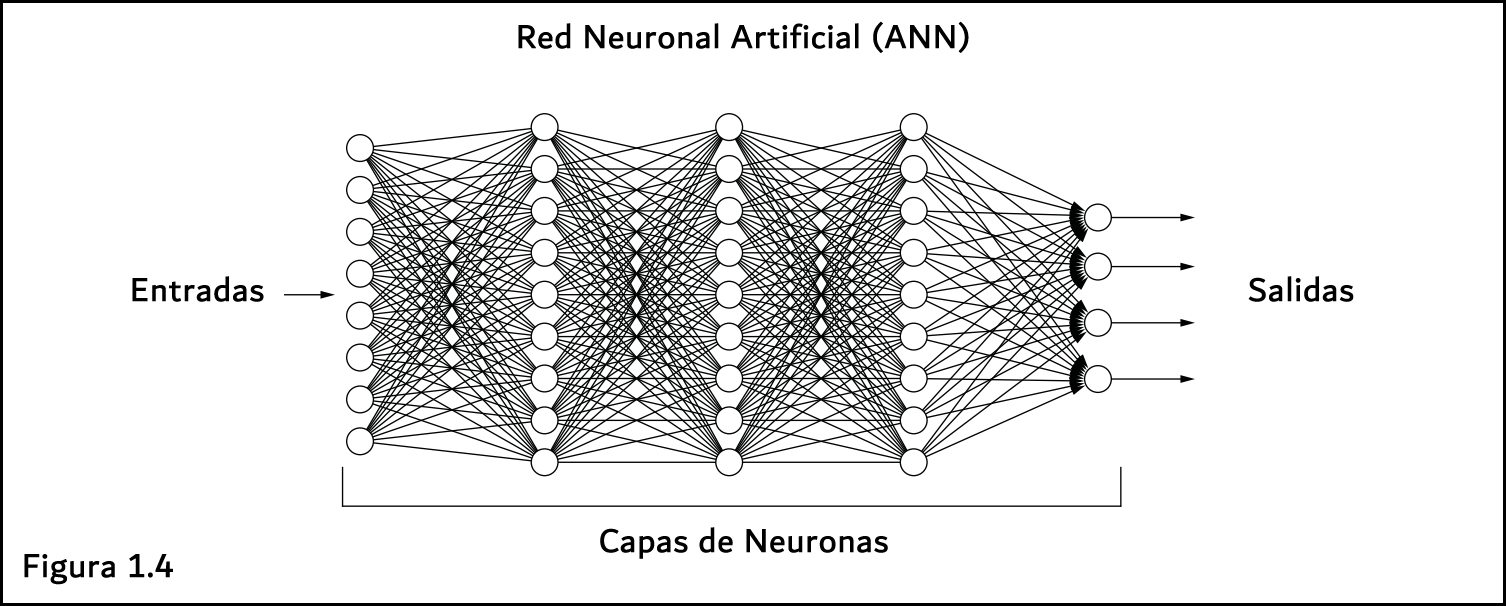 Red Neuronal Artificial (ANN)
Entradas
Salidas
Capas de Neuronas
Figura 1.4